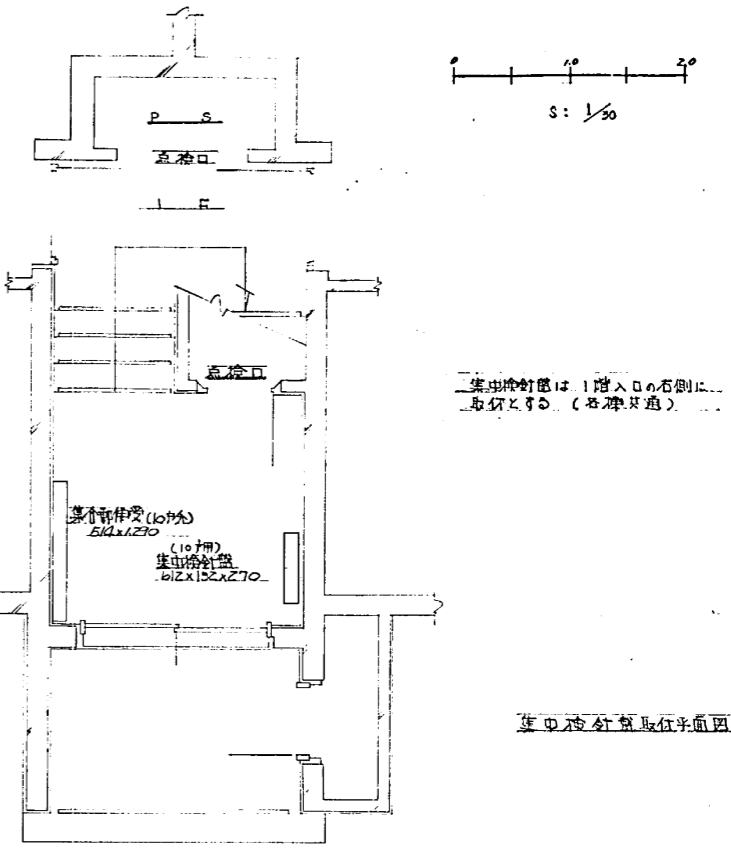 0 1.0 2.0
S: 1/30
P S
点検口
1 F
点検口
集中検針盤は 1階入口の右側に
取付とする (各棟共通)
集合郵便受(10戸分)
514x1,290
(10戸用)
集中検針盤
612x152x270
集中検針盤取付平面図